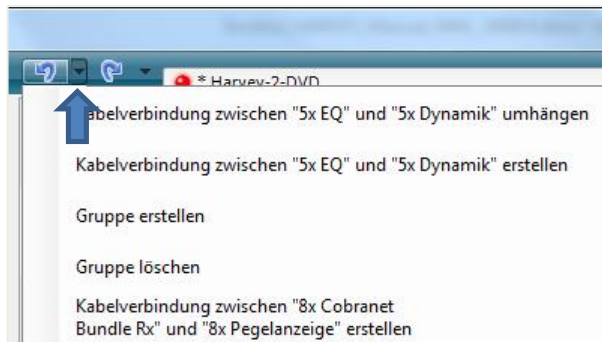 * Harvey-2-DVD
Kabelverbindung zwischen "5x EQ" und "5x Dynamik" umhängen
Kabelverbindung zwischen "5x EQ" und "5x Dynamik" erstellen
Gruppe erstellen
Gruppe löschen
Kabelverbindung zwischen "8x Cobranet
Bundle Rx" und "8x Pegelanzeige" erstellen